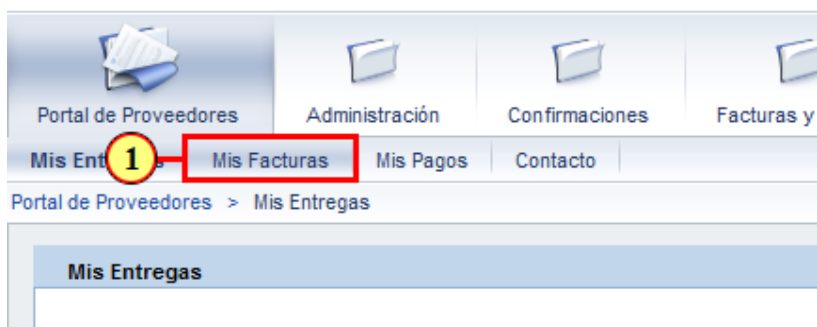 Portal de Proveedores Administración Confirmaciones Facturas y
Mis 1 Mis Facturas Mis Pagos Contacto
Portal de Proveedores > Mis Entregas
Mis Entregas